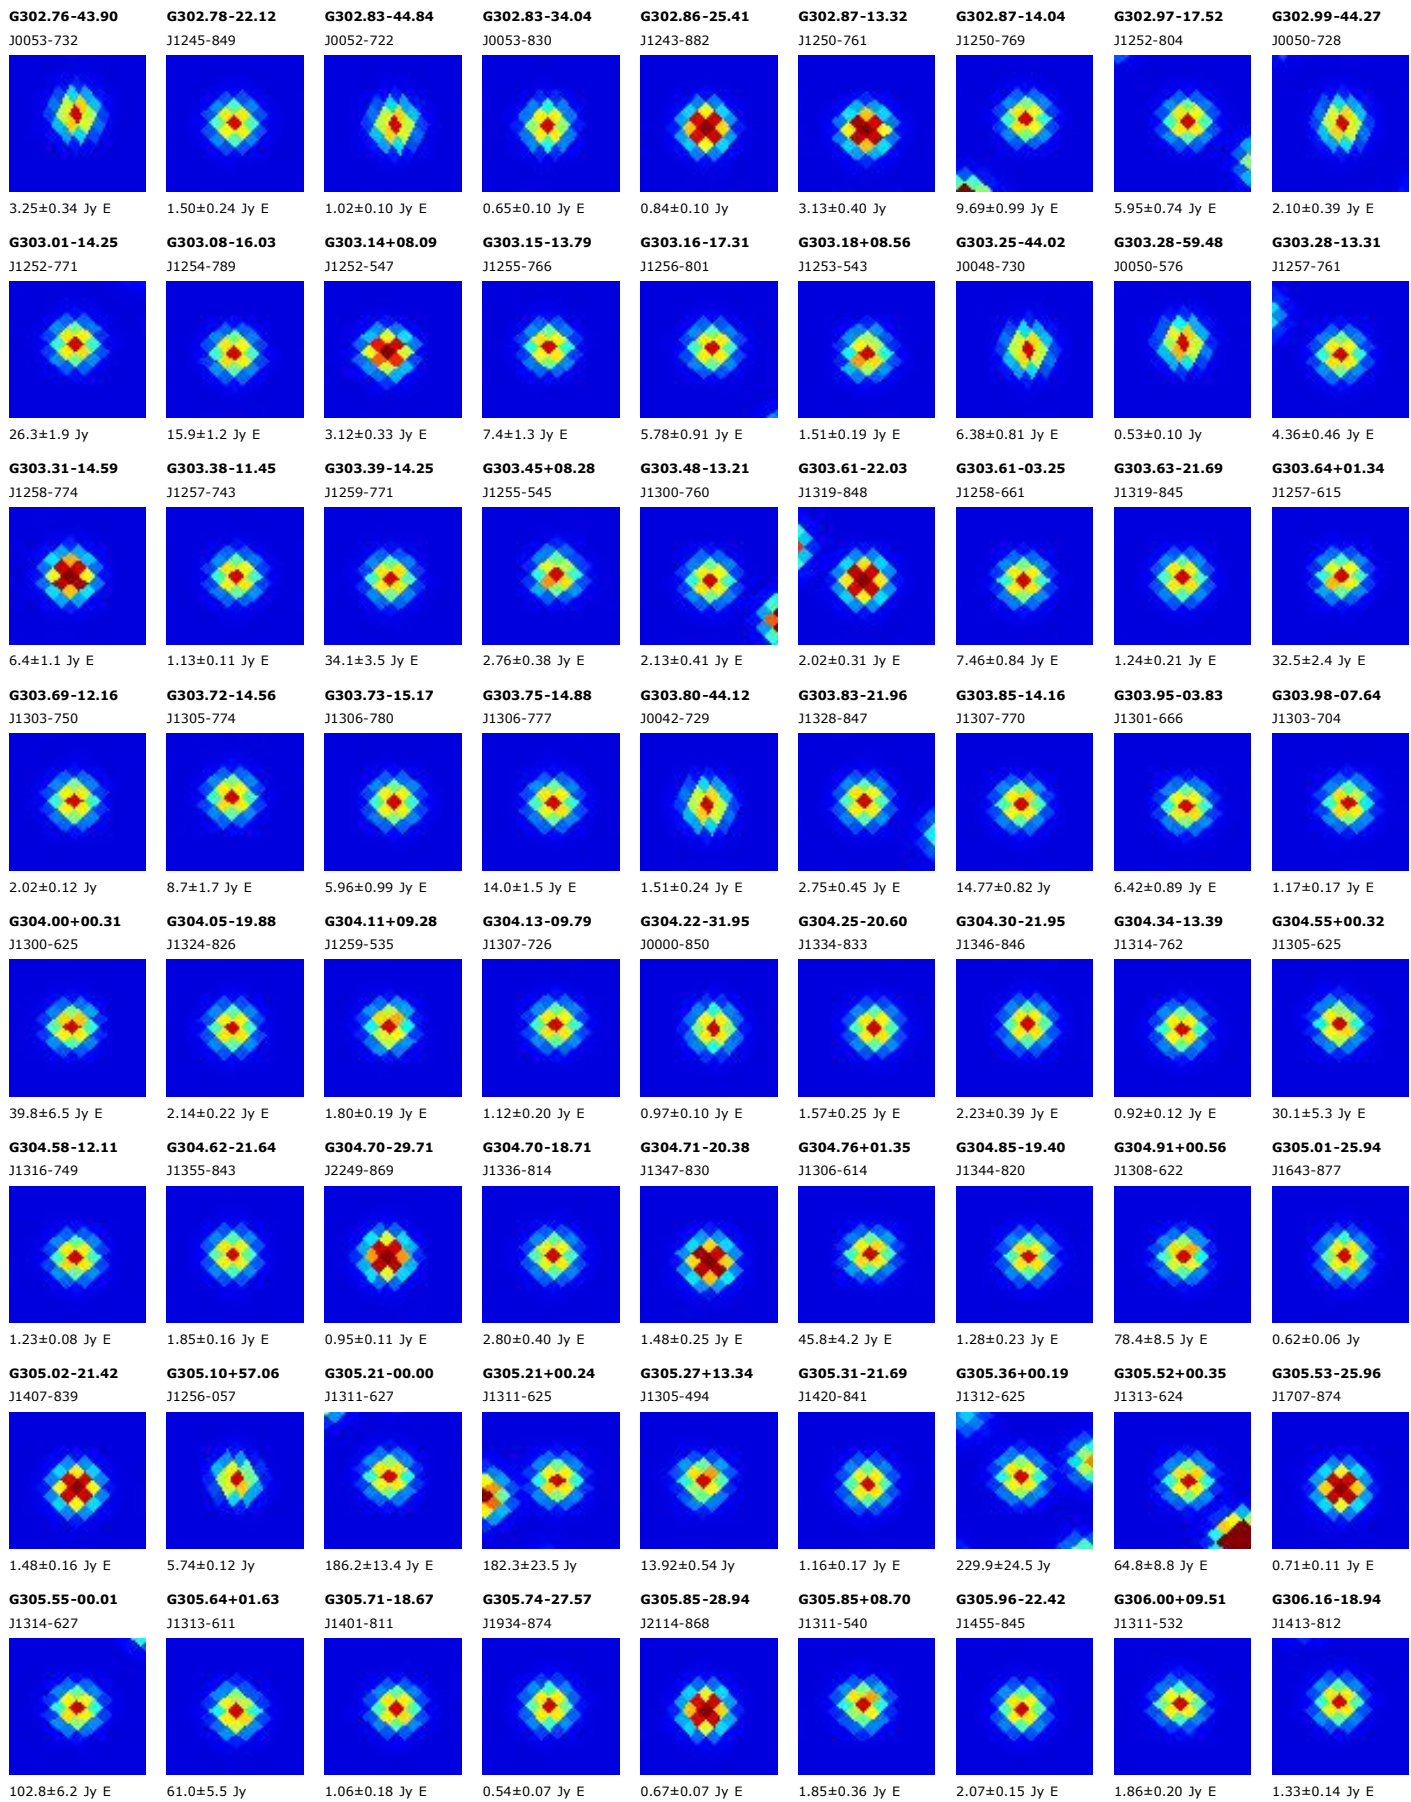 G302.76-43.90 G302.78-22.12 G302.83-44.84 G302.83-34.04 G302.86-25.41 G302.87-13.32 G302.87-14.04 G302.97-17.52 G302.99-44.27
J0053-732 J1245-849 J0052-722 J0053-830 J1243-882 J1250-761 J1250-769 J1252-804 J0050-728
3.25±0.34 Jy E 1.50±0.24 Jy E 1.02±0.10 Jy E 0.65±0.10 Jy E 0.84±0.10 Jy 3.13±0.40 Jy 9.69±0.99 Jy E 5.95±0.74 Jy E 2.10±0.39 Jy E
G303.01-14.25 G303.08-16.03 G303.14+08.09 G303.15-13.79 G303.16-17.31 G303.18+08.56 G303.25-44.02 G303.28-59.48 G303.28-13.31
J1252-771 J1254-789 J1252-547 J1255-766 J1256-801 J1253-543 J0048-730 J0050-576 J1257-761
26.3±1.9 Jy 15.9±1.2 Jy E 3.12±0.33 Jy E 7.4±1.3 Jy E 5.78±0.91 Jy E 1.51±0.19 Jy E 6.38±0.81 Jy E 0.53±0.10 Jy 4.36±0.46 Jy E
G303.31-14.59 G303.38-11.45 G303.39-14.25 G303.45+08.28 G303.48-13.21 G303.61-22.03 G303.61-03.25 G303.63-21.69 G303.64+01.34
J1258-774 J1257-743 J1259-771 J1255-545 J1300-760 J1319-848 J1258-661 J1319-845 J1257-615
6.4±1.1 Jy E 1.13±0.11 Jy E 34.1±3.5 Jy E 2.76±0.38 Jy E 2.13±0.41 Jy E 2.02±0.31 Jy E 7.46±0.84 Jy E 1.24±0.21 Jy E 32.5±2.4 Jy E
G303.69-12.16 G303.72-14.56 G303.73-15.17 G303.75-14.88 G303.80-44.12 G303.83-21.96 G303.85-14.16 G303.95-03.83 G303.98-07.64
J1303-750 J1305-774 J1306-780 J1306-777 J0042-729 J1328-847 J1307-770 J1301-666 J1303-704
2.02±0.12 Jy 8.7±1.7 Jy E 5.96±0.99 Jy E 14.0±1.5 Jy E 1.51±0.24 Jy E 2.75±0.45 Jy E 14.77±0.82 Jy 6.42±0.89 Jy E 1.17±0.17 Jy E
G304.00+00.31 G304.05-19.88 G304.11+09.28 G304.13-09.79 G304.22-31.95 G304.25-20.60 G304.30-21.95 G304.34-13.39 G304.55+00.32
J1300-625 J1324-826 J1259-535 J1307-726 J0000-850 J1334-833 J1346-846 J1314-762 J1305-625
39.8±6.5 Jy E 2.14±0.22 Jy E 1.80±0.19 Jy E 1.12±0.20 Jy E 0.97±0.10 Jy E 1.57±0.25 Jy E 2.23±0.39 Jy E 0.92±0.12 Jy E 30.1±5.3 Jy E
G304.58-12.11 G304.62-21.64 G304.70-29.71 G304.70-18.71 G304.71-20.38 G304.76+01.35 G304.85-19.40 G304.91+00.56 G305.01-25.94
J1316-749 J1355-843 J2249-869 J1336-814 J1347-830 J1306-614 J1344-820 J1308-622 J1643-877
1.23±0.08 Jy E 1.85±0.16 Jy E 0.95±0.11 Jy E 2.80±0.40 Jy E 1.48±0.25 Jy E 45.8±4.2 Jy E 1.28±0.23 Jy E 78.4±8.5 Jy E 0.62±0.06 Jy
G305.02-21.42 G305.10+57.06 G305.21-00.00 G305.21+00.24 G305.27+13.34 G305.31-21.69 G305.36+00.19 G305.52+00.35 G305.53-25.96
J1407-839 J1256-057 J1311-627 J1311-625 J1305-494 J1420-841 J1312-625 J1313-624 J1707-874
1.48±0.16 Jy E 5.74±0.12 Jy 186.2±13.4 Jy E 182.3±23.5 Jy 13.92±0.54 Jy 1.16±0.17 Jy E 229.9±24.5 Jy 64.8±8.8 Jy E 0.71±0.11 Jy E
G305.55-00.01 G305.64+01.63 G305.71-18.67 G305.74-27.57 G305.85-28.94 G305.85+08.70 G305.96-22.42 G306.00+09.51 G306.16-18.94
J1314-627 J1313-611 J1401-811 J1934-874 J2114-868 J1311-540 J1455-845 J1311-532 J1413-812
102.8±6.2 Jy E 61.0±5.5 Jy 1.06±0.18 Jy E 0.54±0.07 Jy E 0.67±0.07 Jy E 1.85±0.36 Jy E 2.07±0.15 Jy E 1.86±0.20 Jy E 1.33±0.14 Jy E